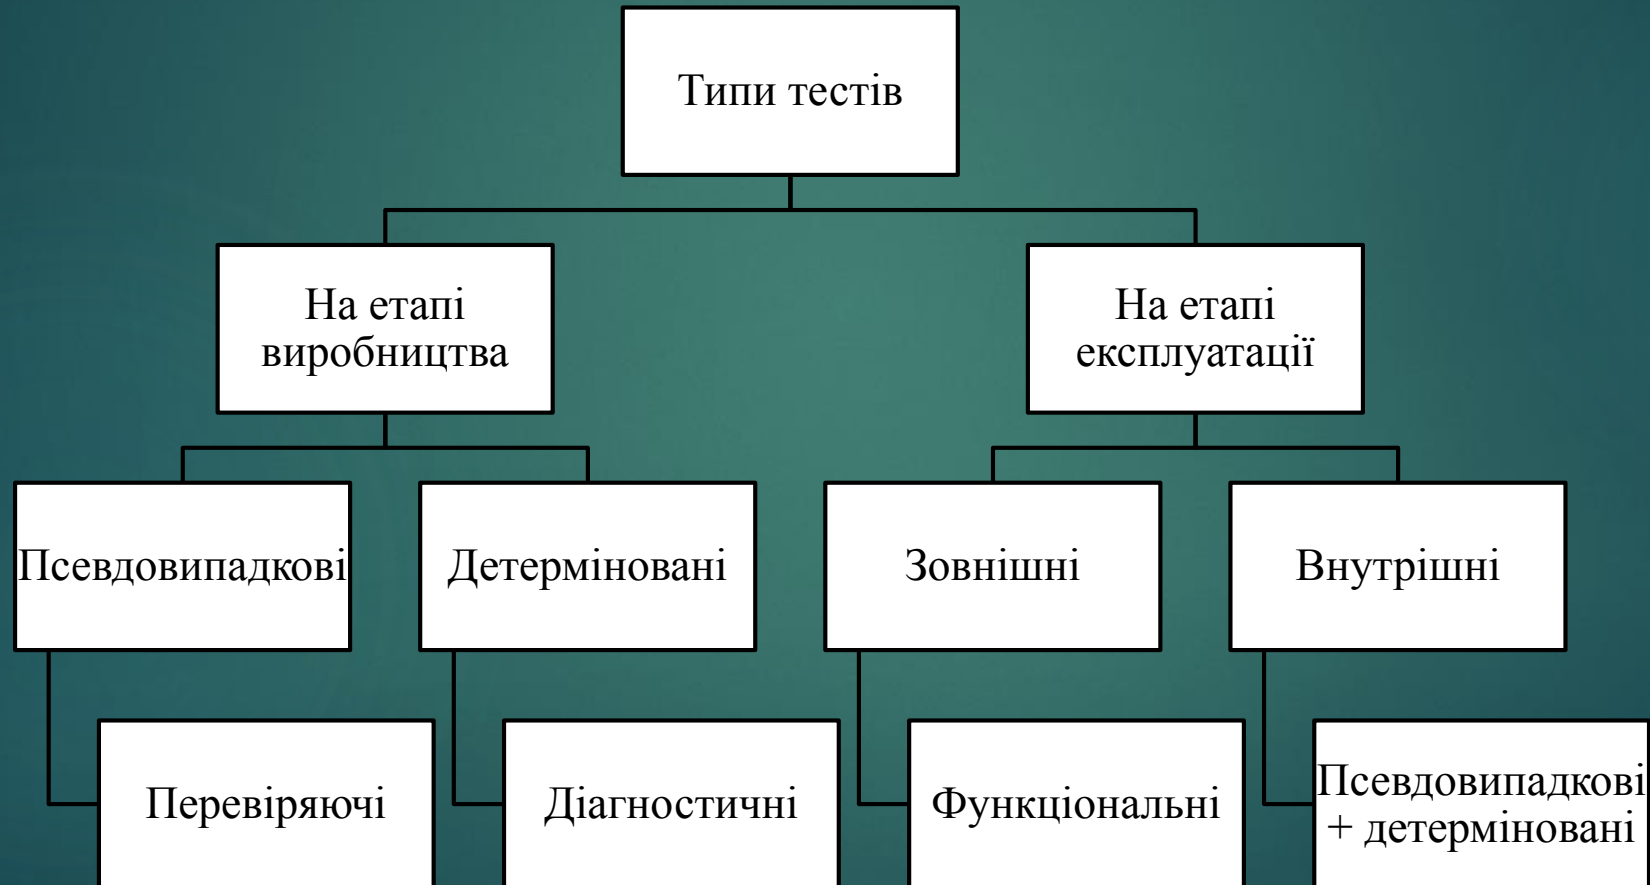 Типи тестів
На етапі
виробництва
На етапі
експлуатації
Псевдовипадкові
Детерміновані
Зовнішні
Внутрішні
Перевіряючі
Діагностичні
Функціональні
Псевдовипадкові
+ детерміновані